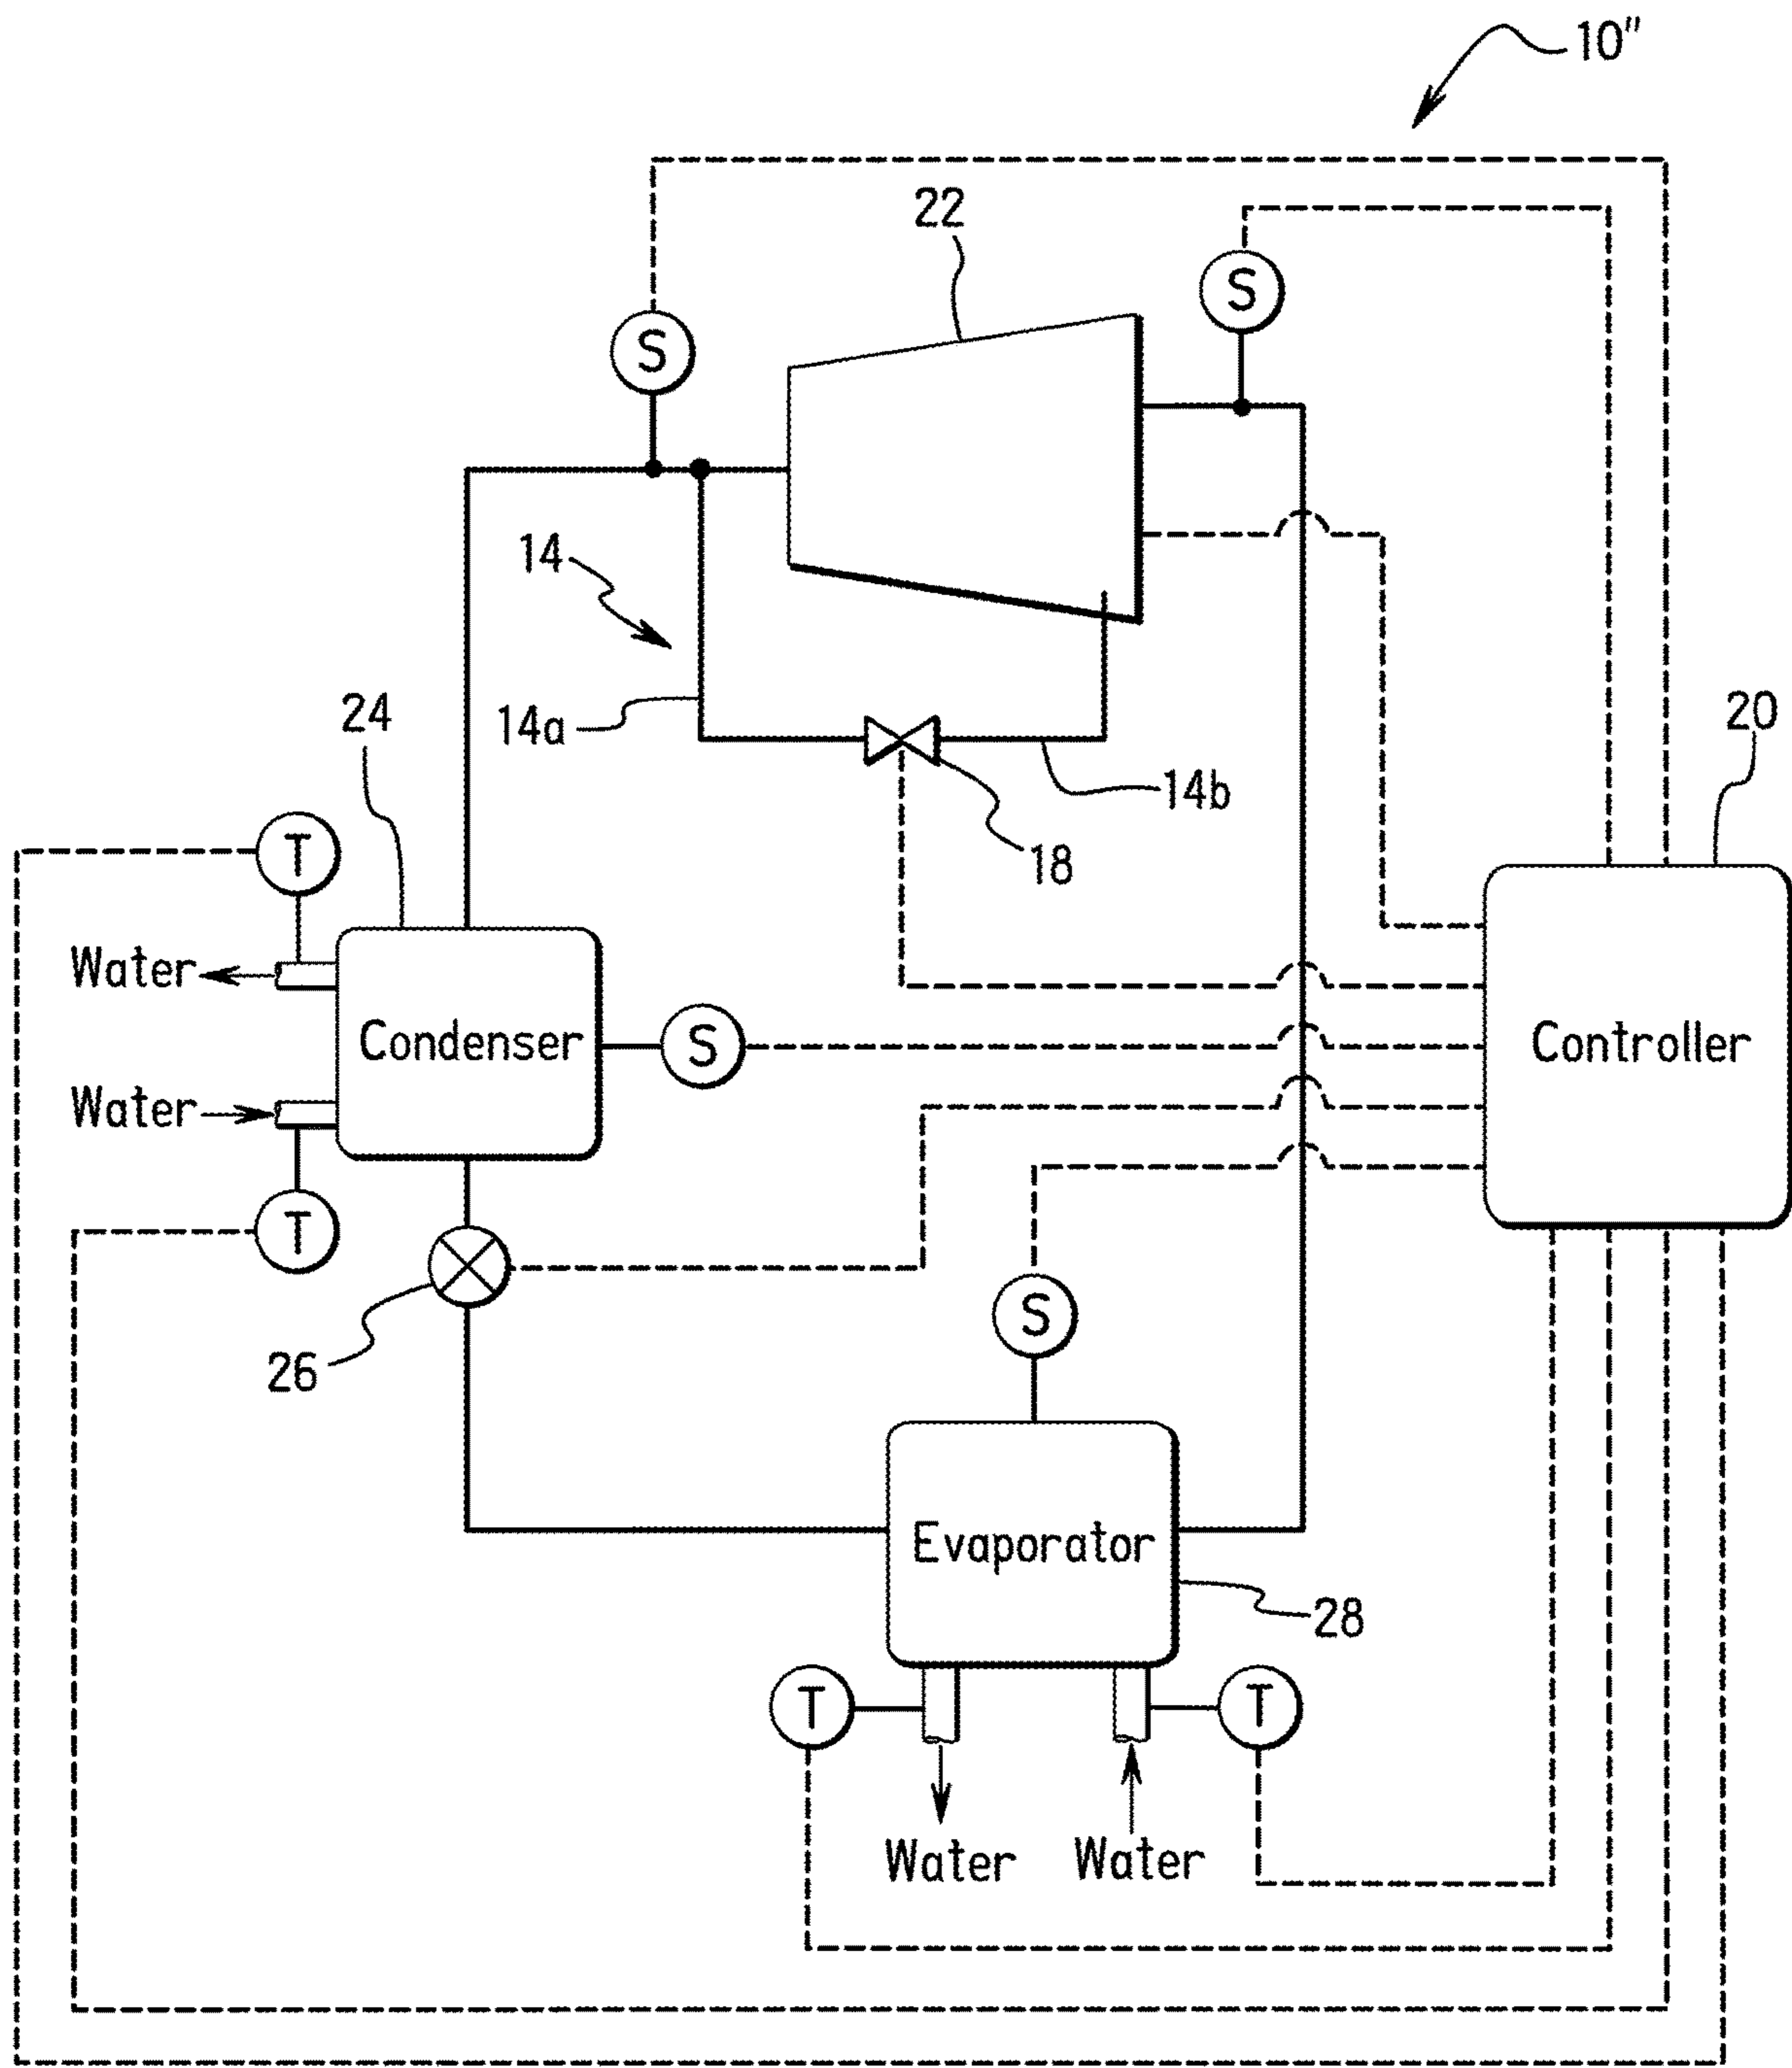 10"
22
S
S
14
14a
24
20
14b
18
T
Water
Condenser
S
Controller
Water
T
26
S
Evaporator
28
T
T
Water
Water